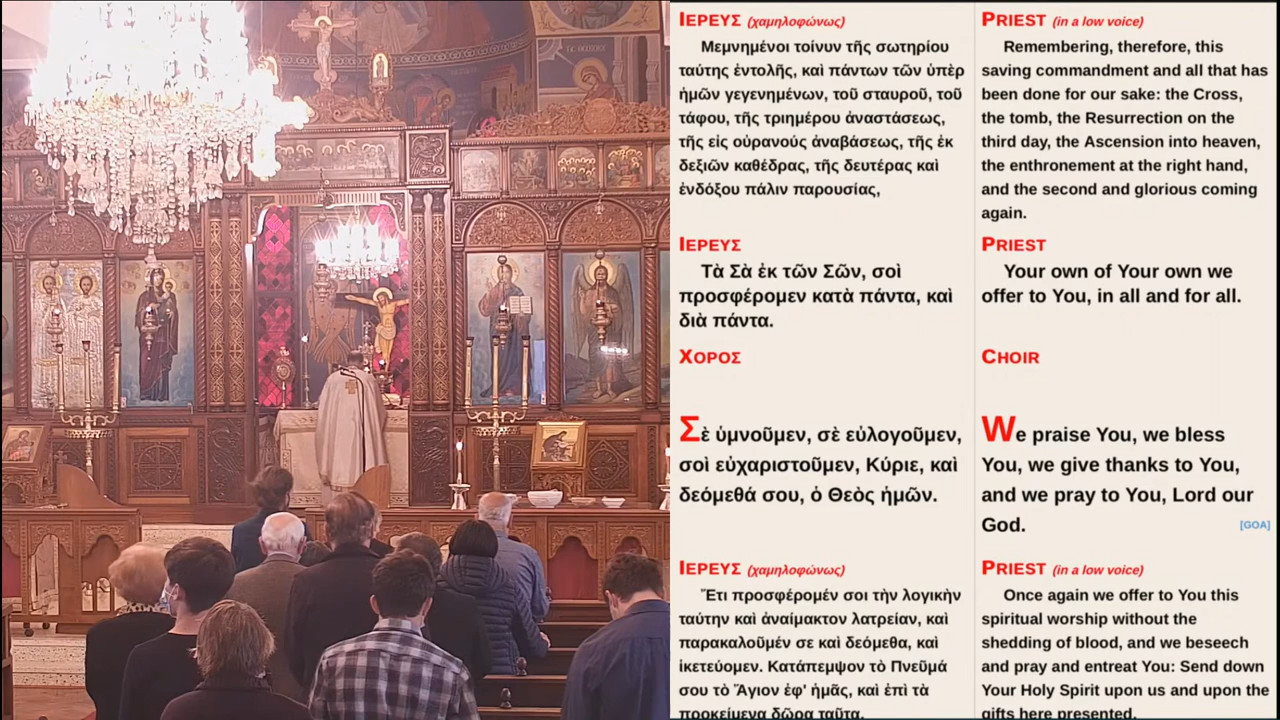 ΙΕΡΕΥΣ (χαμηλοφώνως)
Μεμνημένοι τοίνυν τῆς σωτηρίου
ταύτης ἐντολῆς, καὶ πάντων τῶν ὑπὲρ
ἡμῶν γεγενημένων, τοῦ σταυροῦ, τοῦ
τάφου, τῆς τριημέρου ἀναστάσεως,
τῆς εἰς οὐρανούς ἀναβάσεως, τῆς ἐκ
δεξιῶν καθέδρας, τῆς δευτέρας καὶ
ἐνδόξου πάλιν παρουσίας,
ΙΕΡΕΥΣ
Τὰ Σὰ ἐκ τῶν Σῶν, σοὶ
προσφέρομεν κατὰ πάντα, καὶ
διὰ πάντα.
ΧΟΡΟΣ
Σὲ ὑμνοῦμεν, σὲ εὐλογοῦμεν,
σοὶ εὐχαριστοῦμεν, Κύριε, καὶ
δεόμεθά σου, ὁ Θεὸς ἡμῶν.
ΙΕΡΕΥΣ (χαμηλοφώνως)
Ἔτι προσφέρομέν σοι τὴν λογικὴν
ταύτην καὶ ἀναίμακτον λατρείαν, καὶ
παρακαλοῦμέν σε καὶ δεόμεθα, καὶ
ἱκετεύομεν. Κατάπεμψον τὸ Πνεῦμά
σου τὸ Ἅγιον ἐφ' ἡμᾶς, καὶ ἐπὶ τὰ
προκείμενα δῶρα ταῦτα.
PRIEST (in a low voice)
Remembering, therefore, this
saving commandment and all that has
been done for our sake: the Cross,
the tomb, the Resurrection on the
third day, the Ascension into heaven,
the enthronement at the right hand,
and the second and glorious coming
again.
PRIEST
Your own of Your own we
offer to You, in all and for all.
CHOIR
We praise You, we bless
You, we give thanks to You,
and we pray to You, Lord our
God.
[GOA]
PRIEST (in a low voice)
Once again we offer to You this
spiritual worship without the
shedding of blood, and we beseech
and pray and entreat You: Send down
Your Holy Spirit upon us and upon the
gifts here presented.